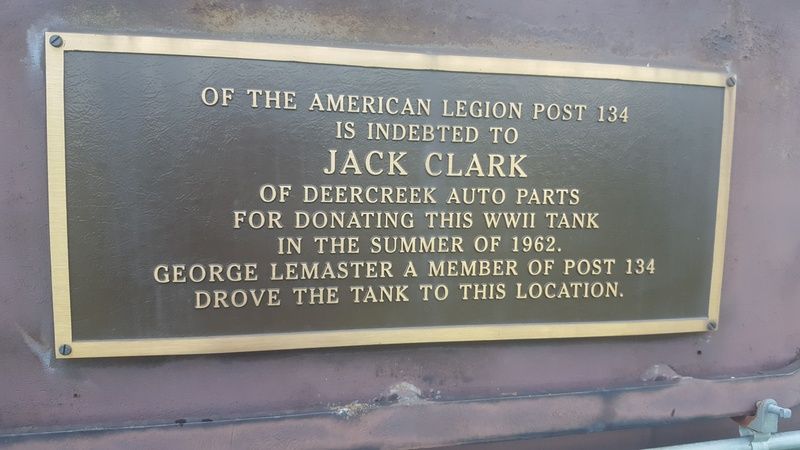 OF THE AMERICAN LEGION POST 134
IS INDEBTED TO
JACK CLARK
OF DEERCREEK AUTO PARTS
FOR DONATING THIS WWII TANK
IN THE SUMMER OF 1962.
GEORGE LEMASTER A MEMBER OF POST 134
DROVE THE TANK TO THIS LOCATION.